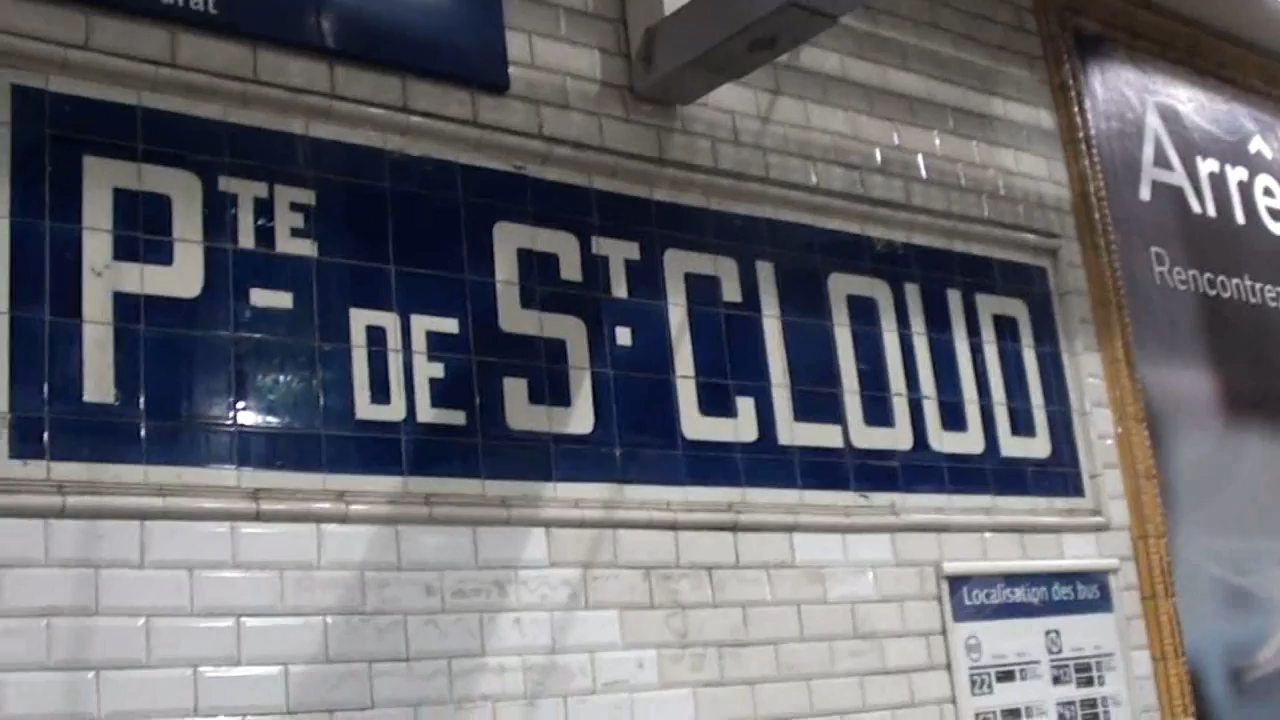 PTE DE ST CLOUD
Arrê
Rencontre
Localisation des bus
22